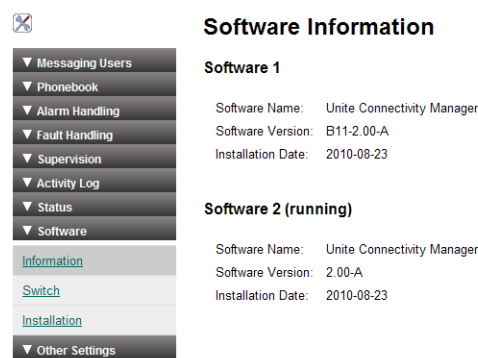 Messaging Users
Phonebook
Alarm Handling
Fault Handling
Supervision
Activity Log
Status
Software
Information
Switch
Installation
Other Settings
Software Information
Software 1
Software Name: Unite Connectivity Manager
Software Version: B11-2.00-A
Installation Date: 2010-08-23
Software 2 (running)
Software Name: Unite Connectivity Manager
Software Version: 2.00-A
Installation Date: 2010-08-23